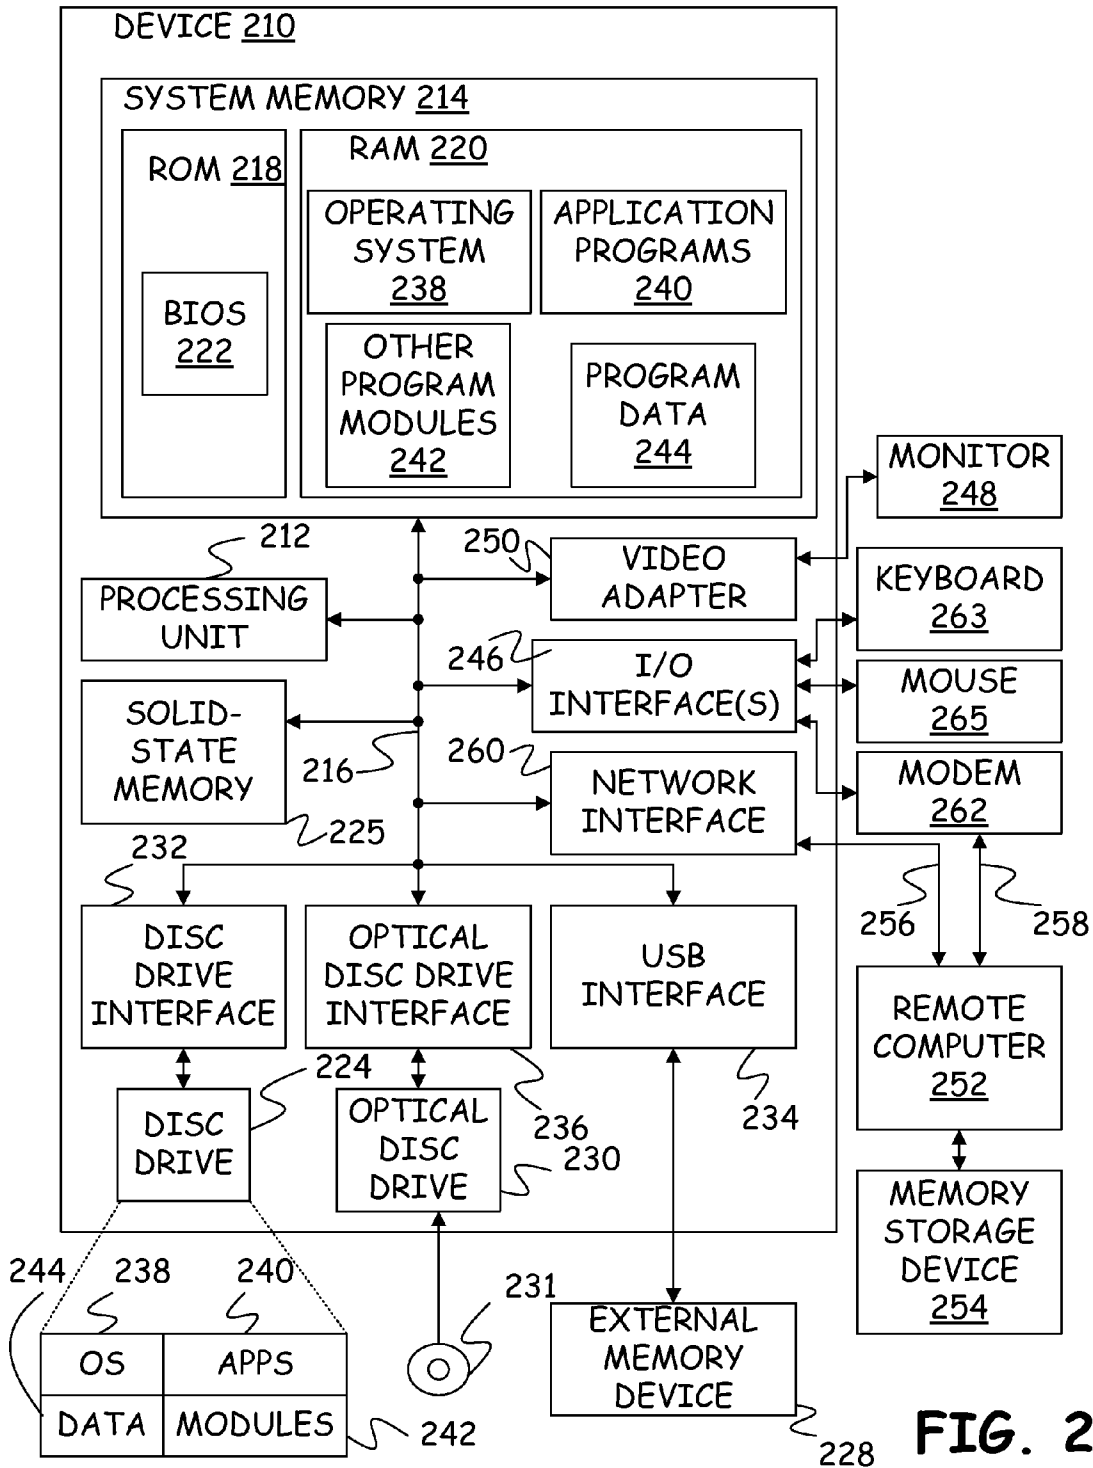 DEVICE 210
SYSTEM MEMORY 214
ROM 218
BIOS
222
RAM 220
OPERATING
SYSTEM
238
APPLICATION
PROGRAMS
240
OTHER
PROGRAM
MODULES
242
PROGRAM
DATA
244
MONITOR
248
212
PROCESSING
UNIT
250
VIDEO
ADAPTER
KEYBOARD
263
246
I/O
INTERFACE(S)
MOUSE
265
SOLID-
STATE
MEMORY
225
216
260
NETWORK
INTERFACE
MODEM
262
256
258
232
DISC
DRIVE
INTERFACE
OPTICAL
DISC DRIVE
INTERFACE
USB
INTERFACE
REMOTE
COMPUTER
252
224
DISC
DRIVE
OPTICAL
DISC
DRIVE
236
230
234
MEMORY
STORAGE
DEVICE
254
244
238
240
OS
APPS
DATA
MODULES
242
231
EXTERNAL
MEMORY
DEVICE
228
FIG. 2